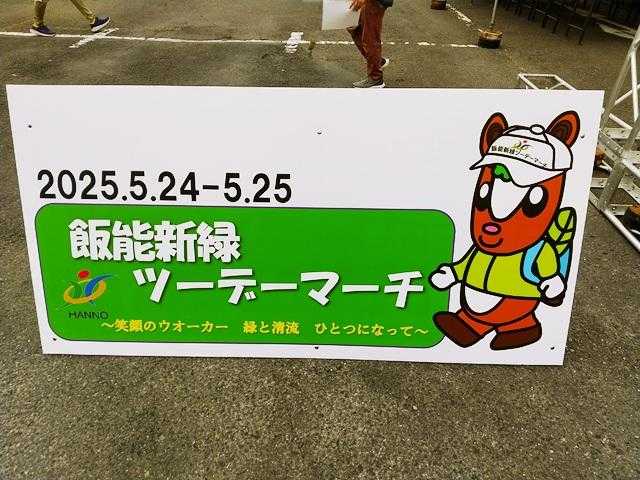 飯能新緑ツーデーマーチ
2025.5.24-5.25
飯能新緑
ツーデーマーチ
HANNO
～笑顔のウオーカー　緑と清流　ひとつになって～